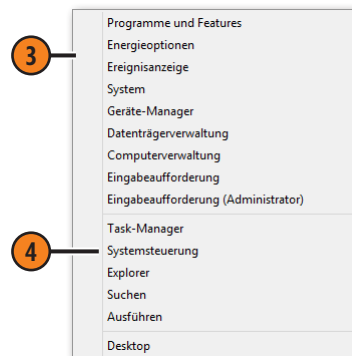 Programme und Features
3
Energieoptionen
Ereignisanzeige
System
Geräte-Manager
Datenträgerverwaltung
Computerverwaltung
Eingabeaufforderung
Eingabeaufforderung (Administrator)
Task-Manager
4
Systemsteuerung
Explorer
Suchen
Ausführen
Desktop